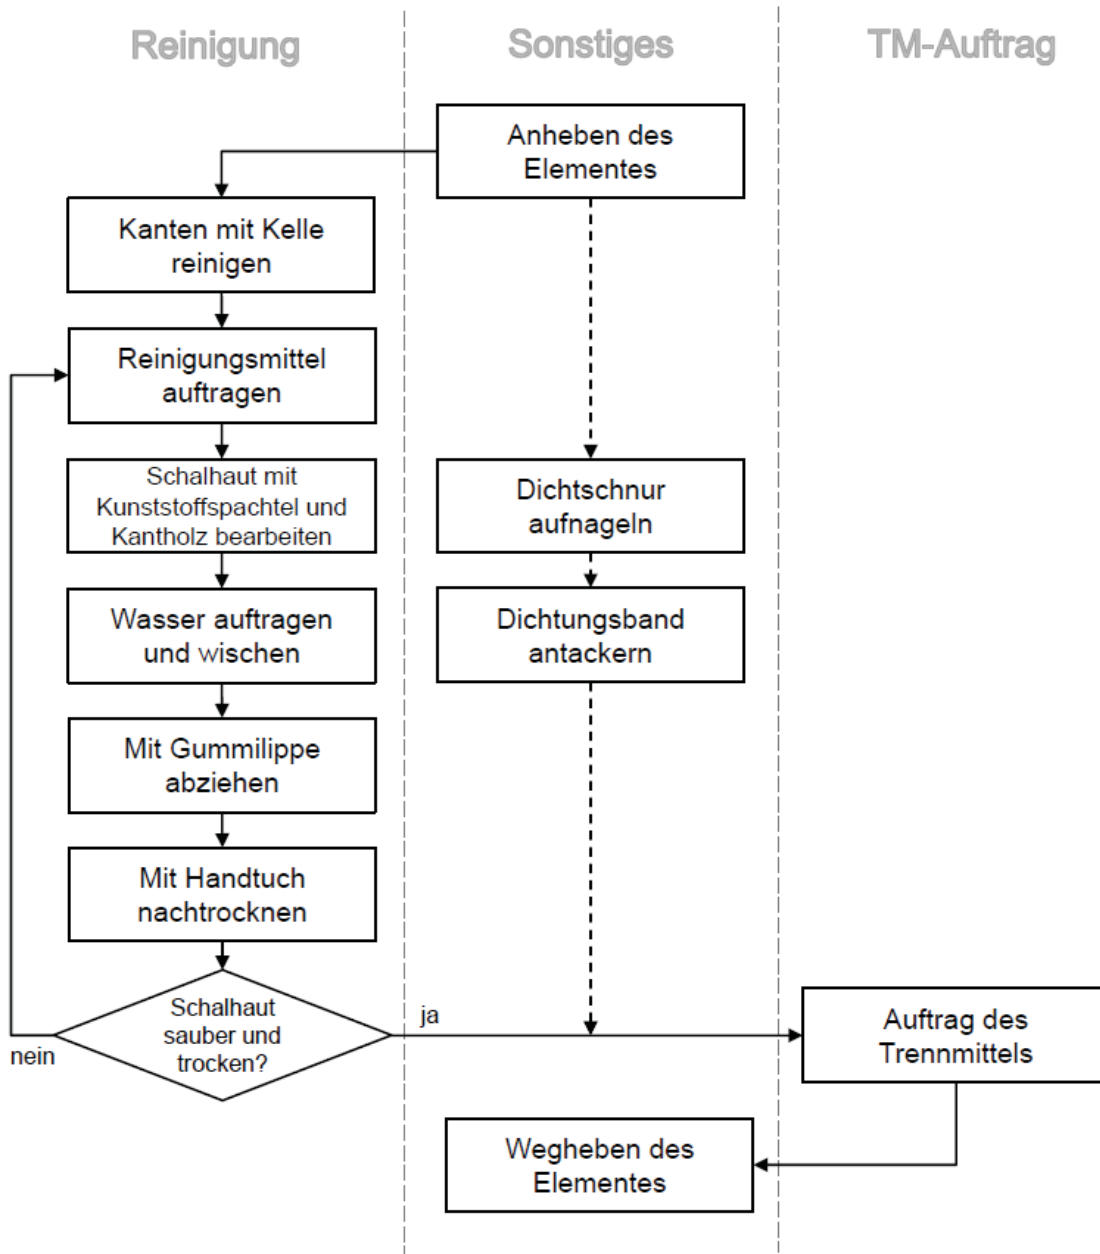 Reinigung
Sonstiges
TM-Auftrag
Anheben des
Elementes
Kanten mit Kelle
reinigen
Reinigungsmittel
auftragen
Schalhaut mit
Kunststoffspachtel und
Kantholz bearbeiten
Dichtschnur
aufnageln
Wasser auftragen
und wischen
Dichtungsband
antackern
Mit Gummilippe
abziehen
Mit Handtuch
nachtrocknen
Schalhaut
sauber und
trocken?
nein
ja
Auftrag des
Trennmittels
Wegheben des
Elementes